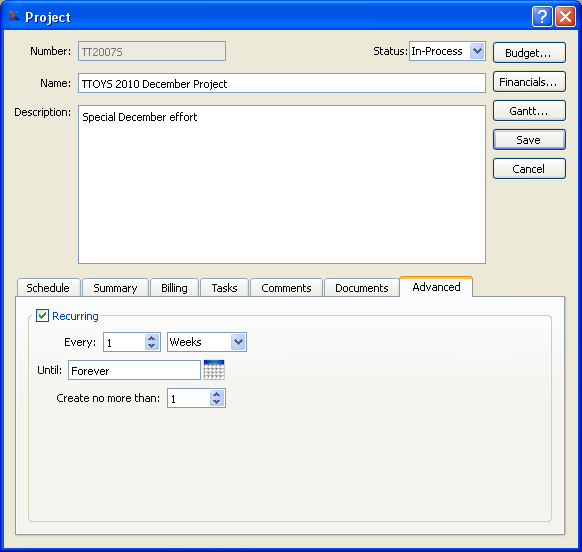 Project
Number: TT2007S Status: In-Process Budget...
Name: TTOYS 2010 December Project Financials...
Description: Special December effort Gantt...
Save
Cancel
Schedule Summary Billing Tasks Comments Documents Advanced
Recurring
Every: 1 Weeks
Until: Forever
Create no more than: 1